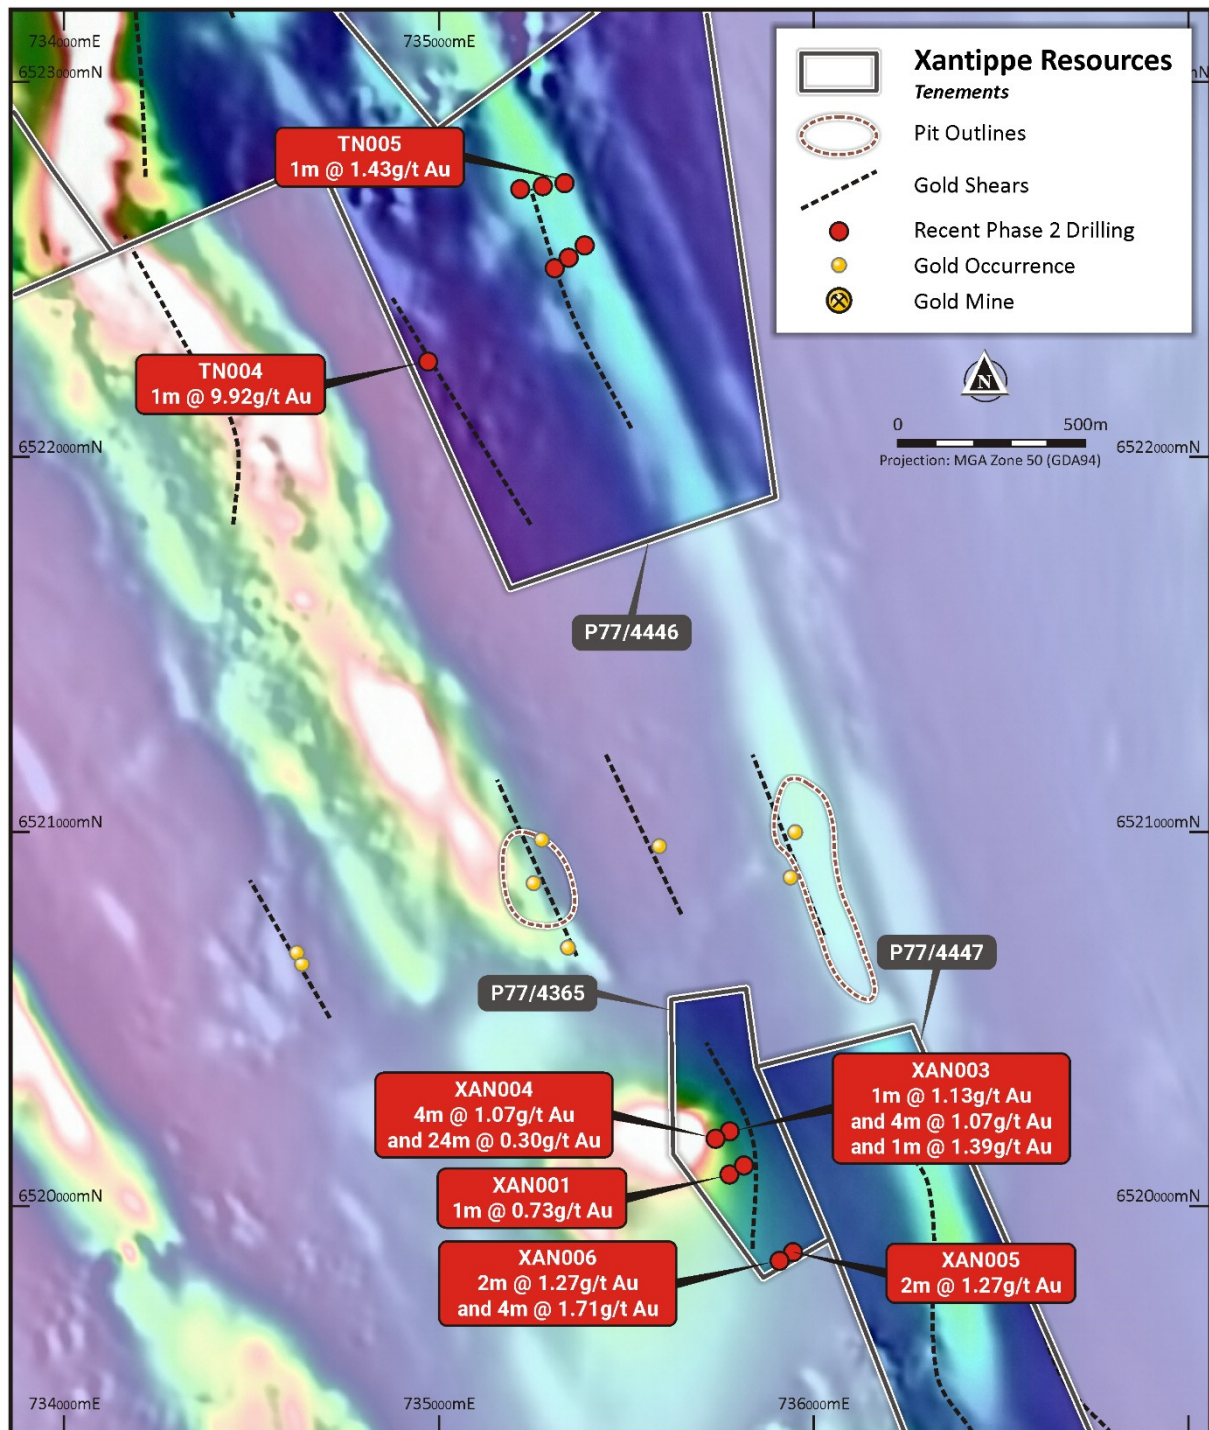 734000mE
735000mE
6523000mN
mN
Xantippe Resources
Tenements
Pit Outlines
Gold Shears
Recent Phase 2 Drilling
Gold Occurrence
Gold Mine
TN005
1m @ 1.43g/t Au
TN004
1m @ 9.92g/t Au
N
0 500m
Projection: MGA Zone 50 (GDA94)
6522000mN
6522000mN
P77/4446
6521000mN
6521000mN
P77/4447
P77/4365
XAN004
4m @ 1.07g/t Au
and 24m @ 0.30g/t Au
XAN003
1m @ 1.13g/t Au
and 4m @ 1.07g/t Au
and 1m @ 1.39g/t Au
XAN001
1m @ 0.73g/t Au
6520000mN
6520000mN
XAN006
2m @ 1.27g/t Au
and 4m @ 1.71g/t Au
XAN005
2m @ 1.27g/t Au
734000mE
735000mE
736000mE